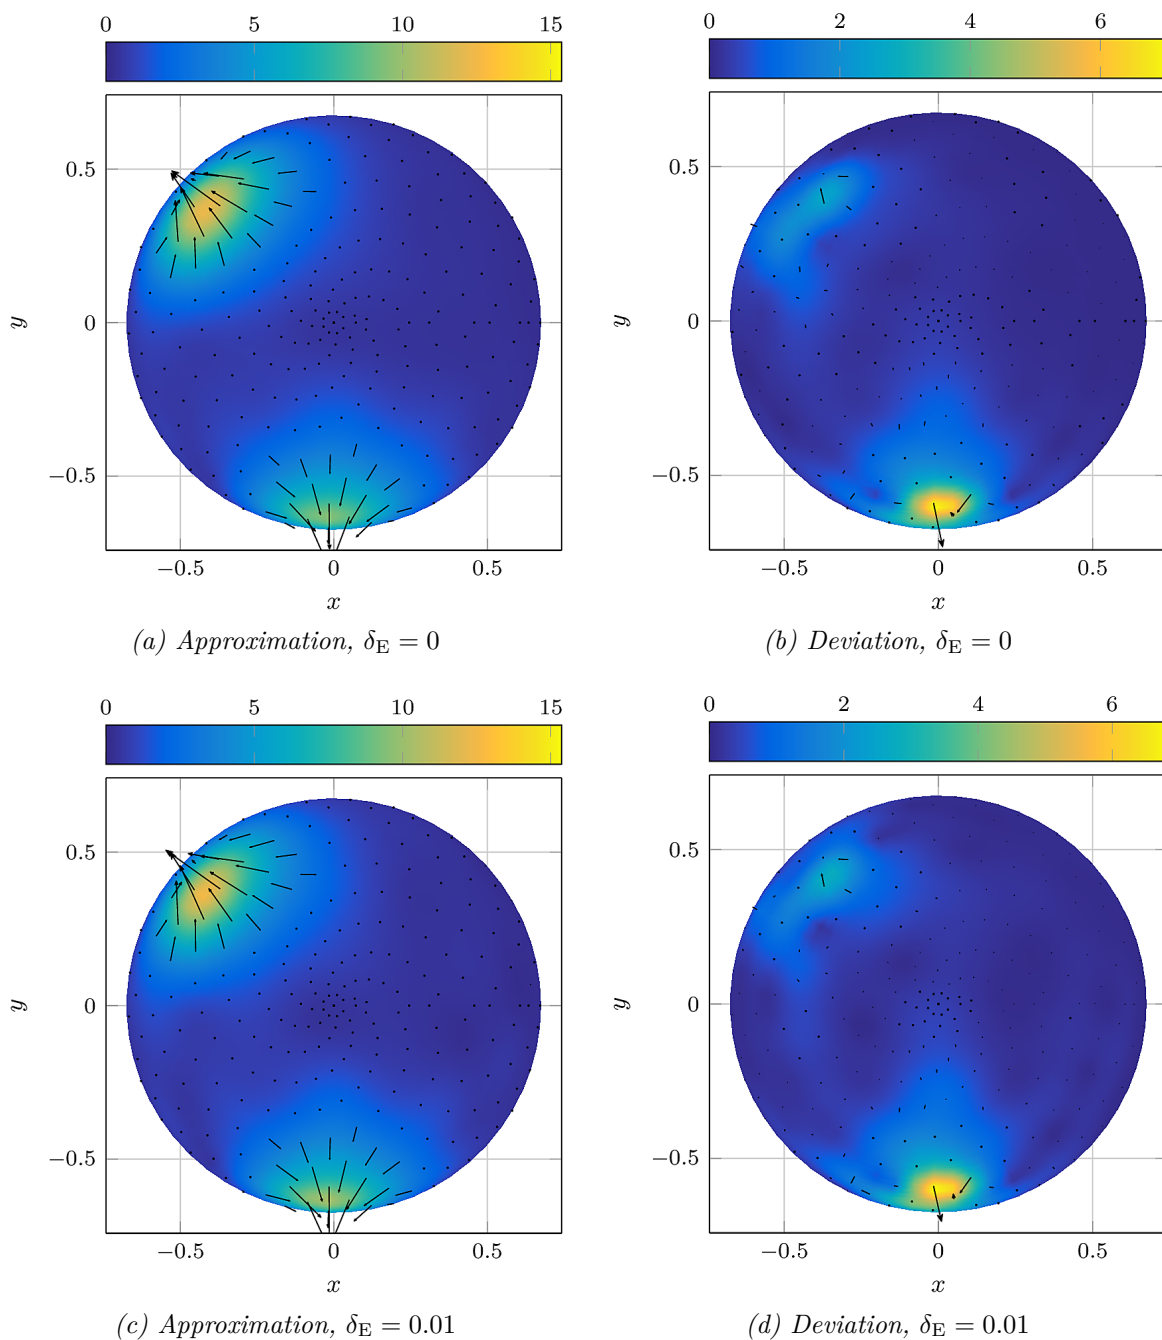 0 5 10 15
0 2 4 6
0.5
0
−0.5
y
−0.5 0 0.5
x
(a) Approximation, δE = 0
0.5
0
−0.5
y
−0.5 0 0.5
x
(b) Deviation, δE = 0
0 5 10 15
0 2 4 6
0.5
0
−0.5
y
−0.5 0 0.5
x
(c) Approximation, δE = 0.01
0.5
0
−0.5
y
−0.5 0 0.5
x
(d) Deviation, δE = 0.01